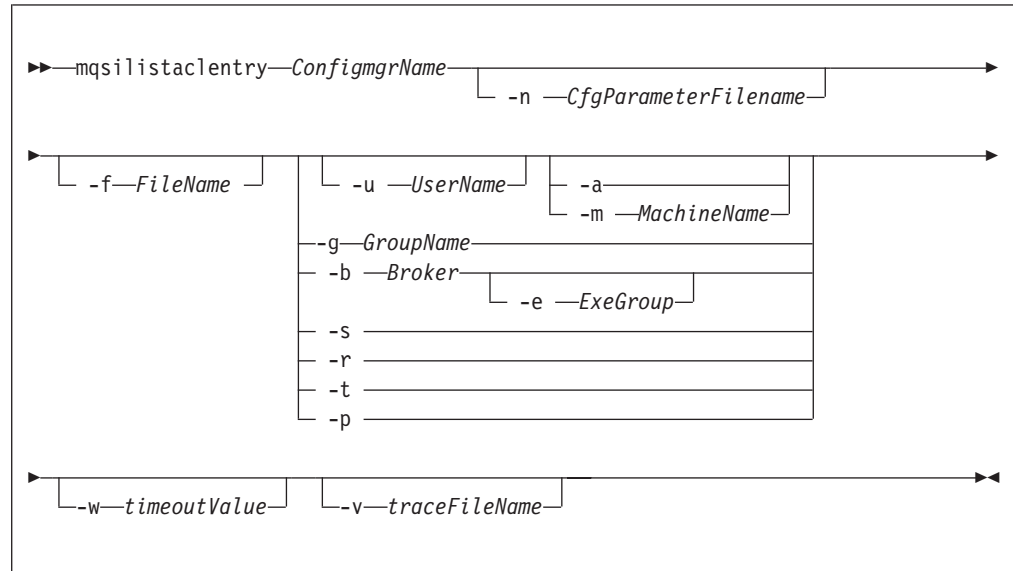 mqsilistaclentry ConfigmgrName
-n CfgParameterFilename
-f FileName
-u UserName
-a
-m MachineName
-g GroupName
-b Broker
-e ExeGroup
-s
-r
-t
-p
-w timeoutValue
-v traceFileName